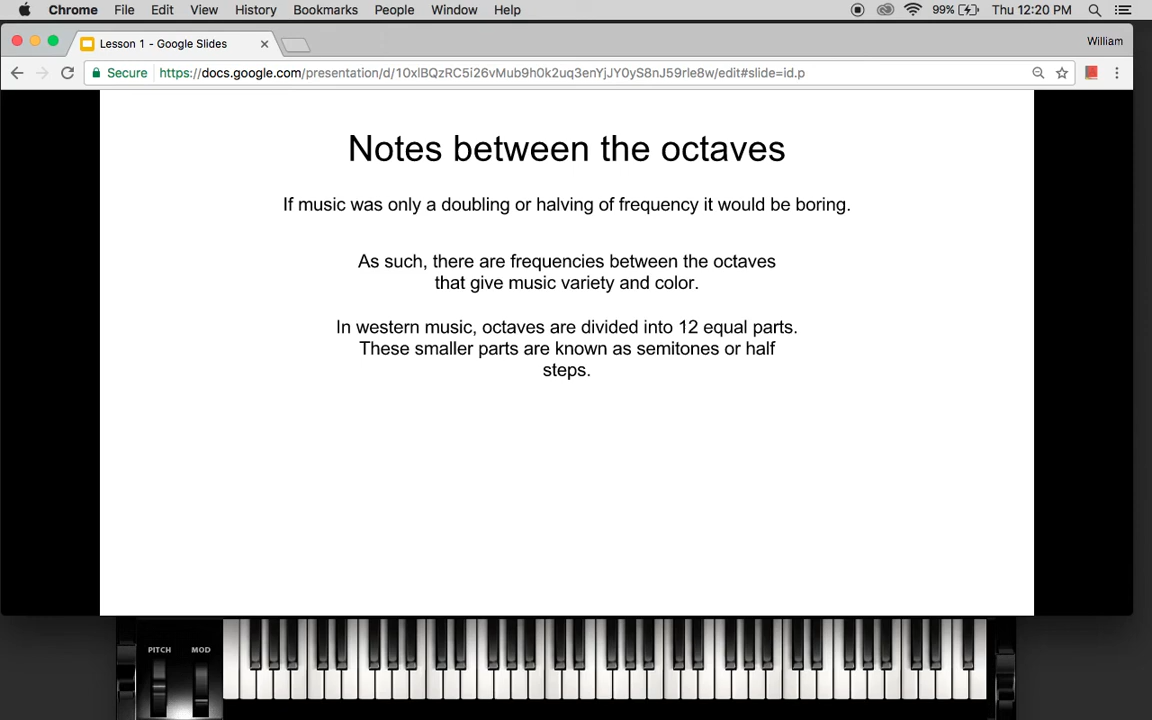 Chrome File Edit View History Bookmarks People Window Help 99% Thu 12:20 PM
Lesson 1 - Google Slides William
Secure https://docs.google.com/presentation/d/10xlBQzRC5i26vMub9h0k2uq3enYjJY0yS8nJ59rle8w/edit#slide=id.p
Notes between the octaves
If music was only a doubling or halving of frequency it would be boring.
As such, there are frequencies between the octaves
that give music variety and color.
In western music, octaves are divided into 12 equal parts.
These smaller parts are known as semitones or half
steps.
PITCH MOD